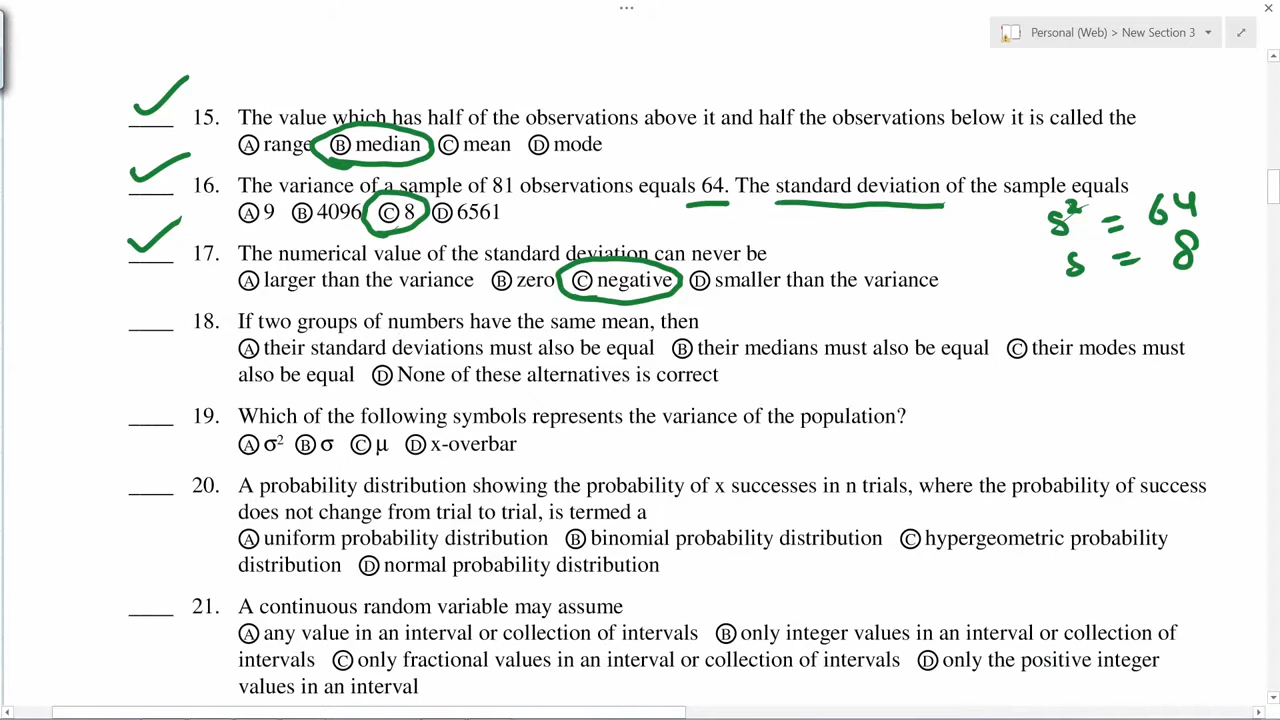 Personal (Web) > New Section 3
____ 15. The value which has half of the observations above it and half the observations below it is called the
Ⓐ range Ⓑ median Ⓒ mean Ⓓ mode
____ 16. The variance of a sample of 81 observations equals 64. The standard deviation of the sample equals
Ⓐ 9 Ⓑ 4096 Ⓒ 8 Ⓓ 6561
s² = 64
s = 8
____ 17. The numerical value of the standard deviation can never be
Ⓐ larger than the variance Ⓑ zero Ⓒ negative Ⓓ smaller than the variance
____ 18. If two groups of numbers have the same mean, then
Ⓐ their standard deviations must also be equal Ⓑ their medians must also be equal Ⓒ their modes must
also be equal Ⓓ None of these alternatives is correct
____ 19. Which of the following symbols represents the variance of the population?
Ⓐ σ² Ⓑ σ Ⓒ μ Ⓓ x-overbar
____ 20. A probability distribution showing the probability of x successes in n trials, where the probability of success
does not change from trial to trial, is termed a
Ⓐ uniform probability distribution Ⓑ binomial probability distribution Ⓒ hypergeometric probability
distribution Ⓓ normal probability distribution
____ 21. A continuous random variable may assume
Ⓐ any value in an interval or collection of intervals Ⓑ only integer values in an interval or collection of
intervals Ⓒ only fractional values in an interval or collection of intervals Ⓓ only the positive integer
values in an interval